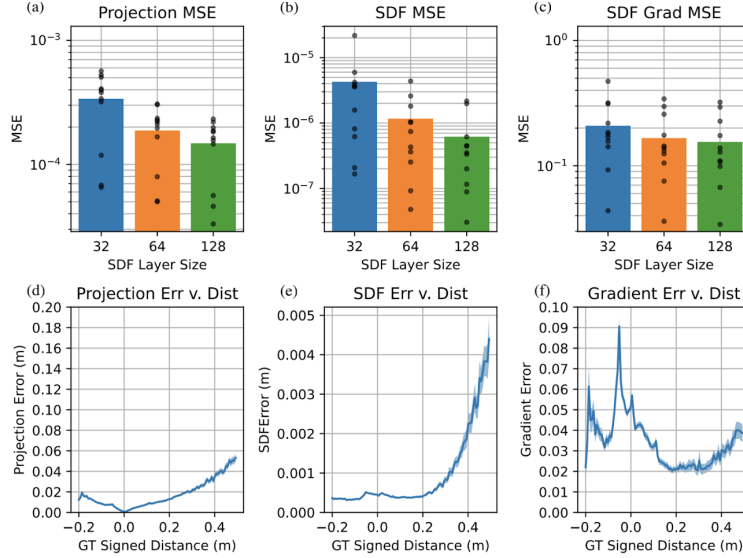 (a) Projection MSE
10⁻³
10⁻⁴
MSE
32 64 128
SDF Layer Size
(b) SDF MSE
10⁻⁵
10⁻⁶
10⁻⁷
MSE
32 64 128
SDF Layer Size
(c) SDF Grad MSE
10⁰
10⁻¹
MSE
32 64 128
SDF Layer Size
(d) Projection Err v. Dist
0.20
0.18
0.16
0.14
0.12
0.10
0.08
0.06
0.04
0.02
0.00
Projection Error (m)
−0.2 0.0 0.2 0.4
GT Signed Distance (m)
(e) SDF Err v. Dist
0.005
0.004
0.003
0.002
0.001
0.000
SDFError (m)
−0.2 0.0 0.2 0.4
GT Signed Distance (m)
(f) Gradient Err v. Dist
0.10
0.09
0.08
0.07
0.06
0.05
0.04
0.03
0.02
0.01
0.00
Gradient Error
−0.2 0.0 0.2 0.4
GT Signed Distance (m)